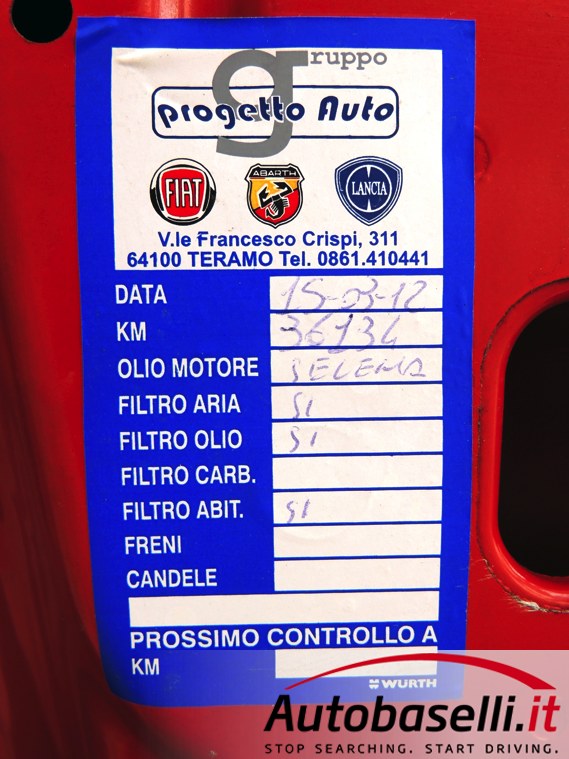 gruppo
progetto Auto
FIAT
ABARTH
LANCIA
V.le Francesco Crispi, 311
64100 TERAMO Tel. 0861.410441
DATA 15-03-12
KM 36134
OLIO MOTORE SELENIA
FILTRO ARIA SI
FILTRO OLIO SI
FILTRO CARB.
FILTRO ABIT. SI
FRENI
CANDELE
PROSSIMO CONTROLLO A
KM
WURTH
Autobaselli.it
STOP SEARCHING. START DRIVING.